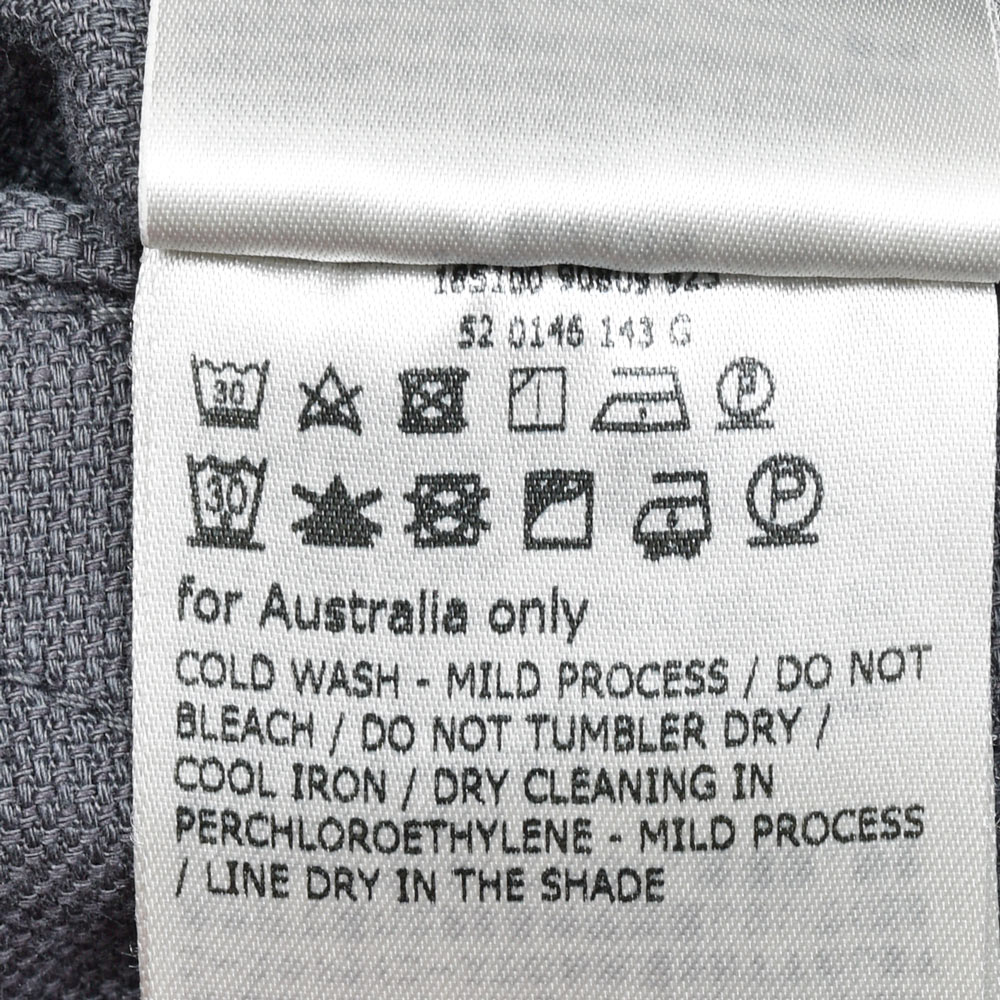 52 0146 143 G
30 P
30 P
for Australia only
COLD WASH - MILD PROCESS / DO NOT
BLEACH / DO NOT TUMBLER DRY /
COOL IRON / DRY CLEANING IN
PERCHLOROETHYLENE - MILD PROCESS
/ LINE DRY IN THE SHADE